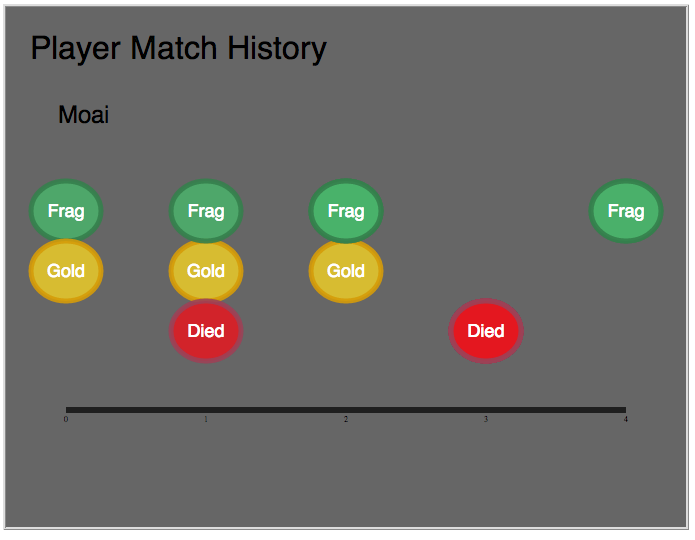 Player Match History
Moai
Frag Frag Frag Frag
Gold Gold Gold
Died Died
0 1 2 3 4